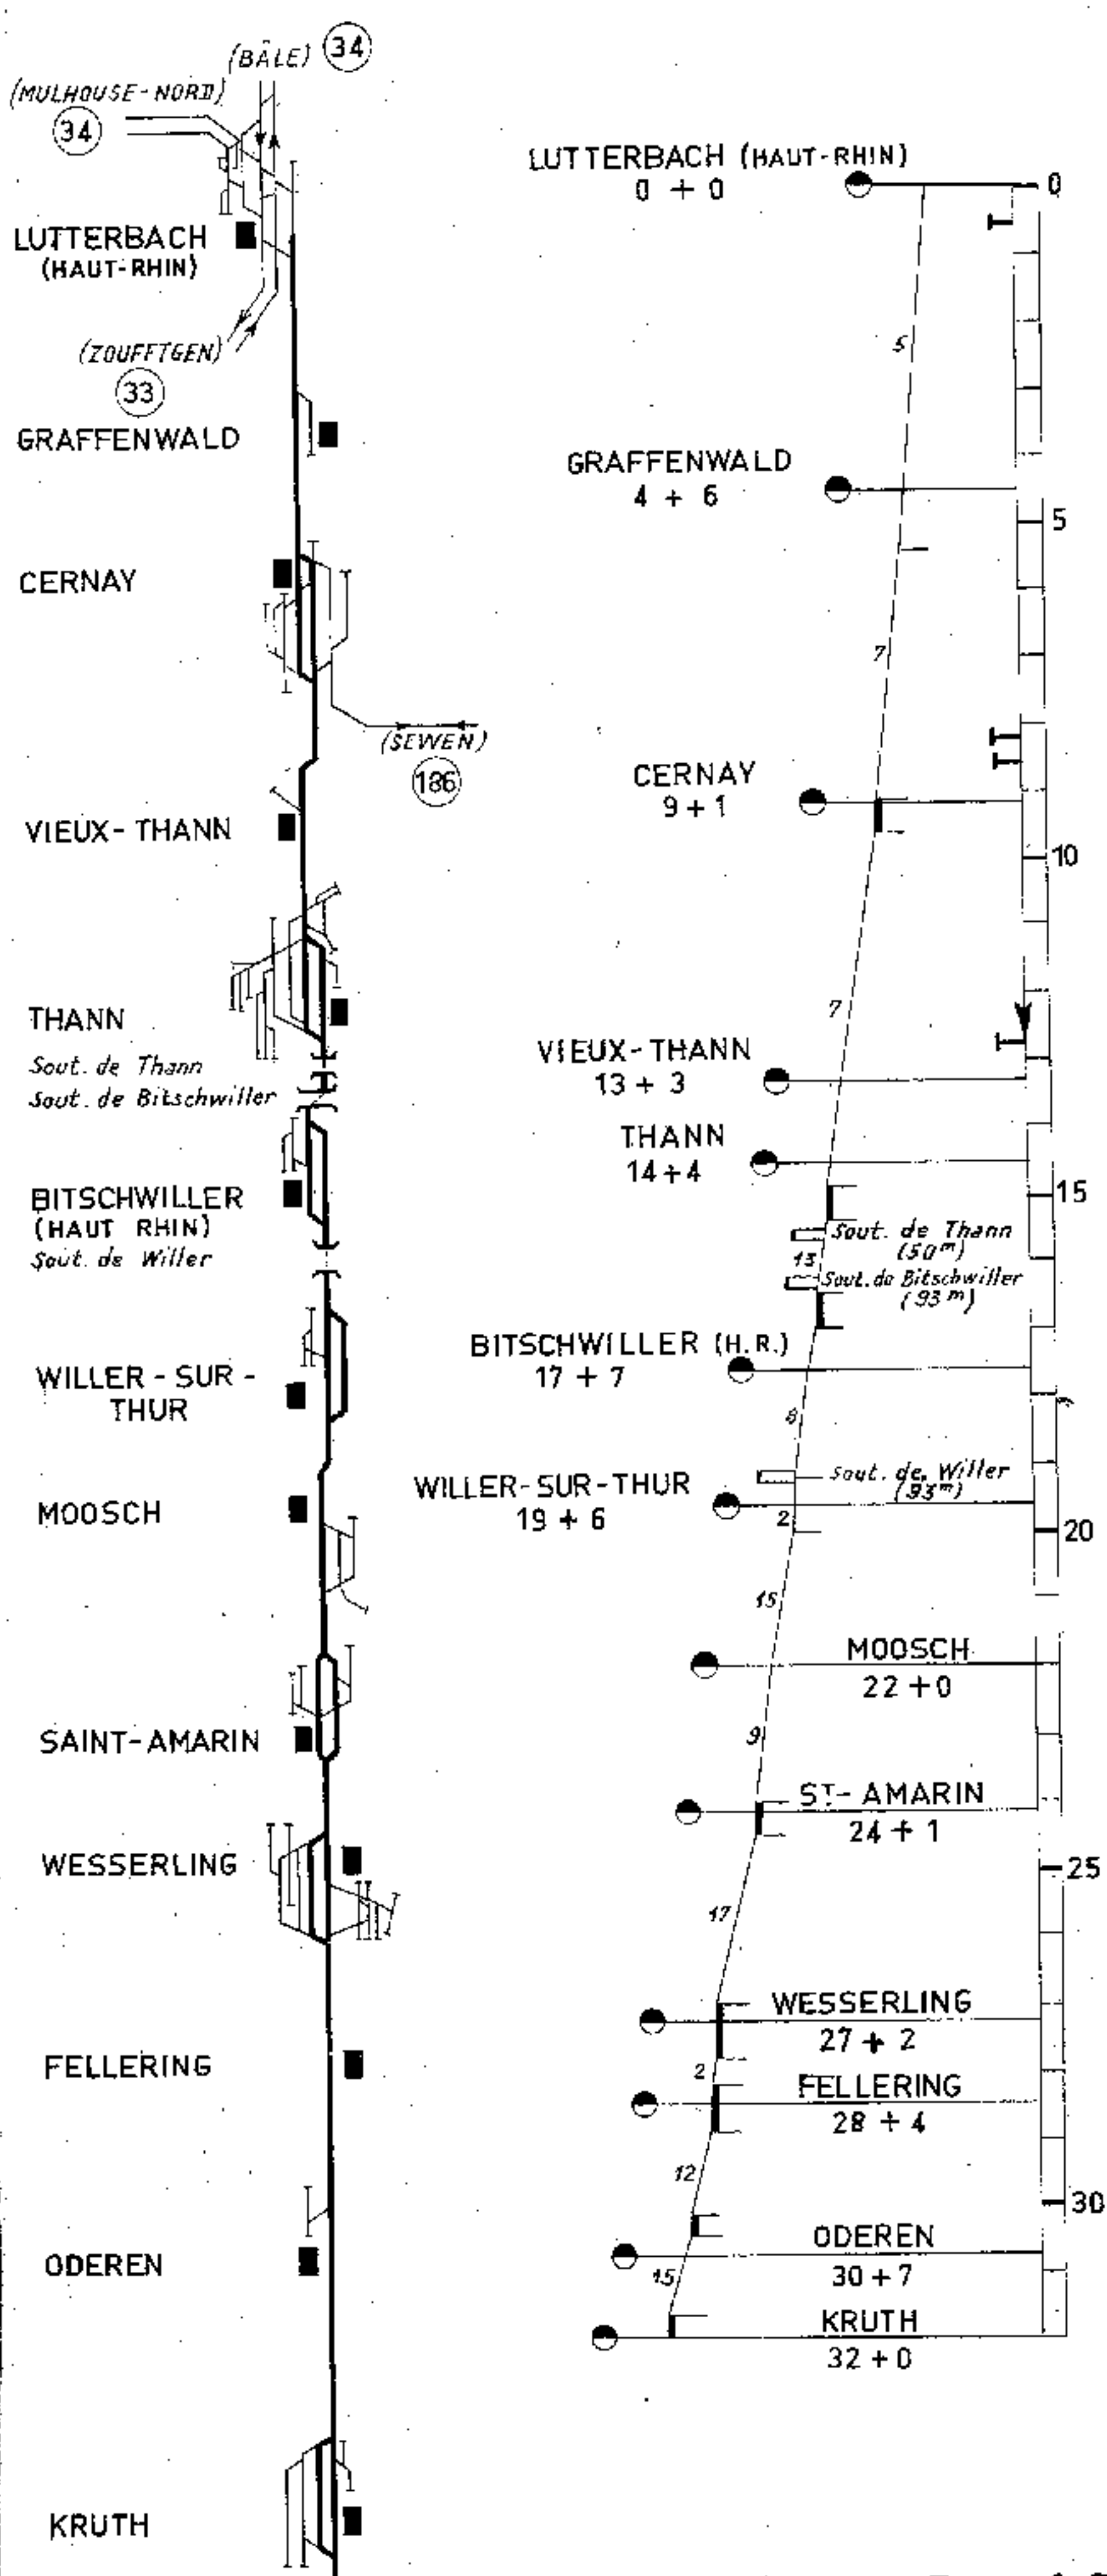 (BÂLE) 34
(MULHOUSE-NORD)
34
LUTTERBACH
(HAUT-RHIN)
(ZOUFFTGEN)
33
GRAFFENWALD
CERNAY
(SEWEN)
186
VIEUX-THANN
THANN
Sout. de Thann
Sout. de Bitschwiller
BITSCHWILLER
(HAUT RHIN)
Sout. de Willer
WILLER-SUR-
THUR
MOOSCH
SAINT-AMARIN
WESSERLING
FELLERING
ODEREN
KRUTH
LUTTERBACH (HAUT-RHIN)
0 + 0
0
5
GRAFFENWALD
4 + 6
5
7
CERNAY
9 + 1
10
7
VIEUX-THANN
13 + 3
THANN
14 + 4
15
Sout. de Thann
(50m)
13
Sout. de Bitschwiller
(93m)
BITSCHWILLER (H.R.)
17 + 7
8
Sout. de Willer
(93m)
WILLER-SUR-THUR
19 + 6
2
20
15
MOOSCH
22 + 0
9
ST-AMARIN
24 + 1
25
17
WESSERLING
27 + 2
2
FELLERING
28 + 4
12
30
ODEREN
30 + 7
15
KRUTH
32 + 0